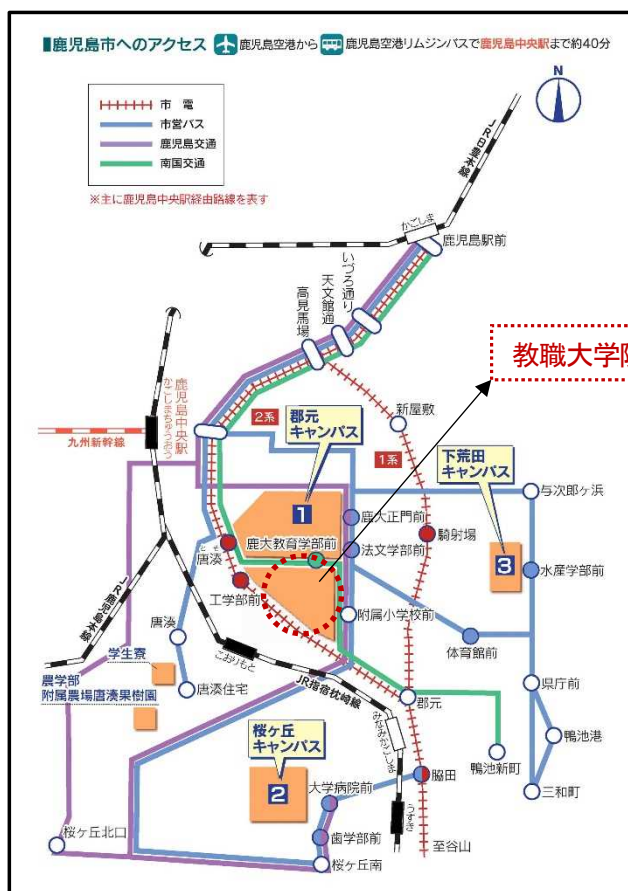 ■鹿児島市へのアクセス 鹿児島空港から 鹿児島空港リムジンバスで鹿児島中央駅まで約40分
N
市 電
市営バス
鹿児島交通
南国交通
※主に鹿児島中央駅経由路線を表す
JR日豊本線
かごしま
鹿児島駅前
いづろ通り
天文館通
高見馬場
教職大学院
鹿児島中央駅
かごしまちゅうおう
九州新幹線
2系
郡元
キャンパス
新屋敷
1系
下荒田
キャンパス
与次郎ヶ浜
1
鹿大正門前
騎射場
鹿大教育学部前
法文学部前
3
水産学部前
とそ
唐湊
工学部前
附属小学校前
体育館前
JR鹿児島本線
唐湊
こおりもと
学生寮
農学部
附属農場唐湊果樹園
唐湊住宅
JR指宿枕崎線
郡元
県庁前
鴨池港
みなみかごしま
桜ヶ丘
キャンパス
鴨池新町
2
大学病院前
脇田
三和町
うすき
桜ヶ丘北口
歯学部前
至谷山
桜ヶ丘南